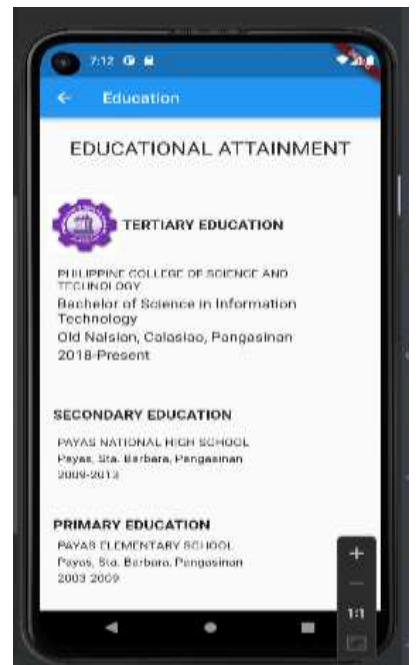 7:12
Education
EDUCATIONAL ATTAINMENT
TERTIARY EDUCATION
PHILIPPINE COLLEGE OF SCIENCE AND
TECHNOLOGY
Bachelor of Science in Information
Technology
Old Nalsian, Calasiao, Pangasinan
2018-Present
SECONDARY EDUCATION
PAYAS NATIONAL HIGH SCHOOL
Payas, Sta. Barbara, Pangasinan
2009-2013
PRIMARY EDUCATION
PAYAS ELEMENTARY SCHOOL
Payas, Sta. Barbara, Pangasinan
2003-2009
1:1